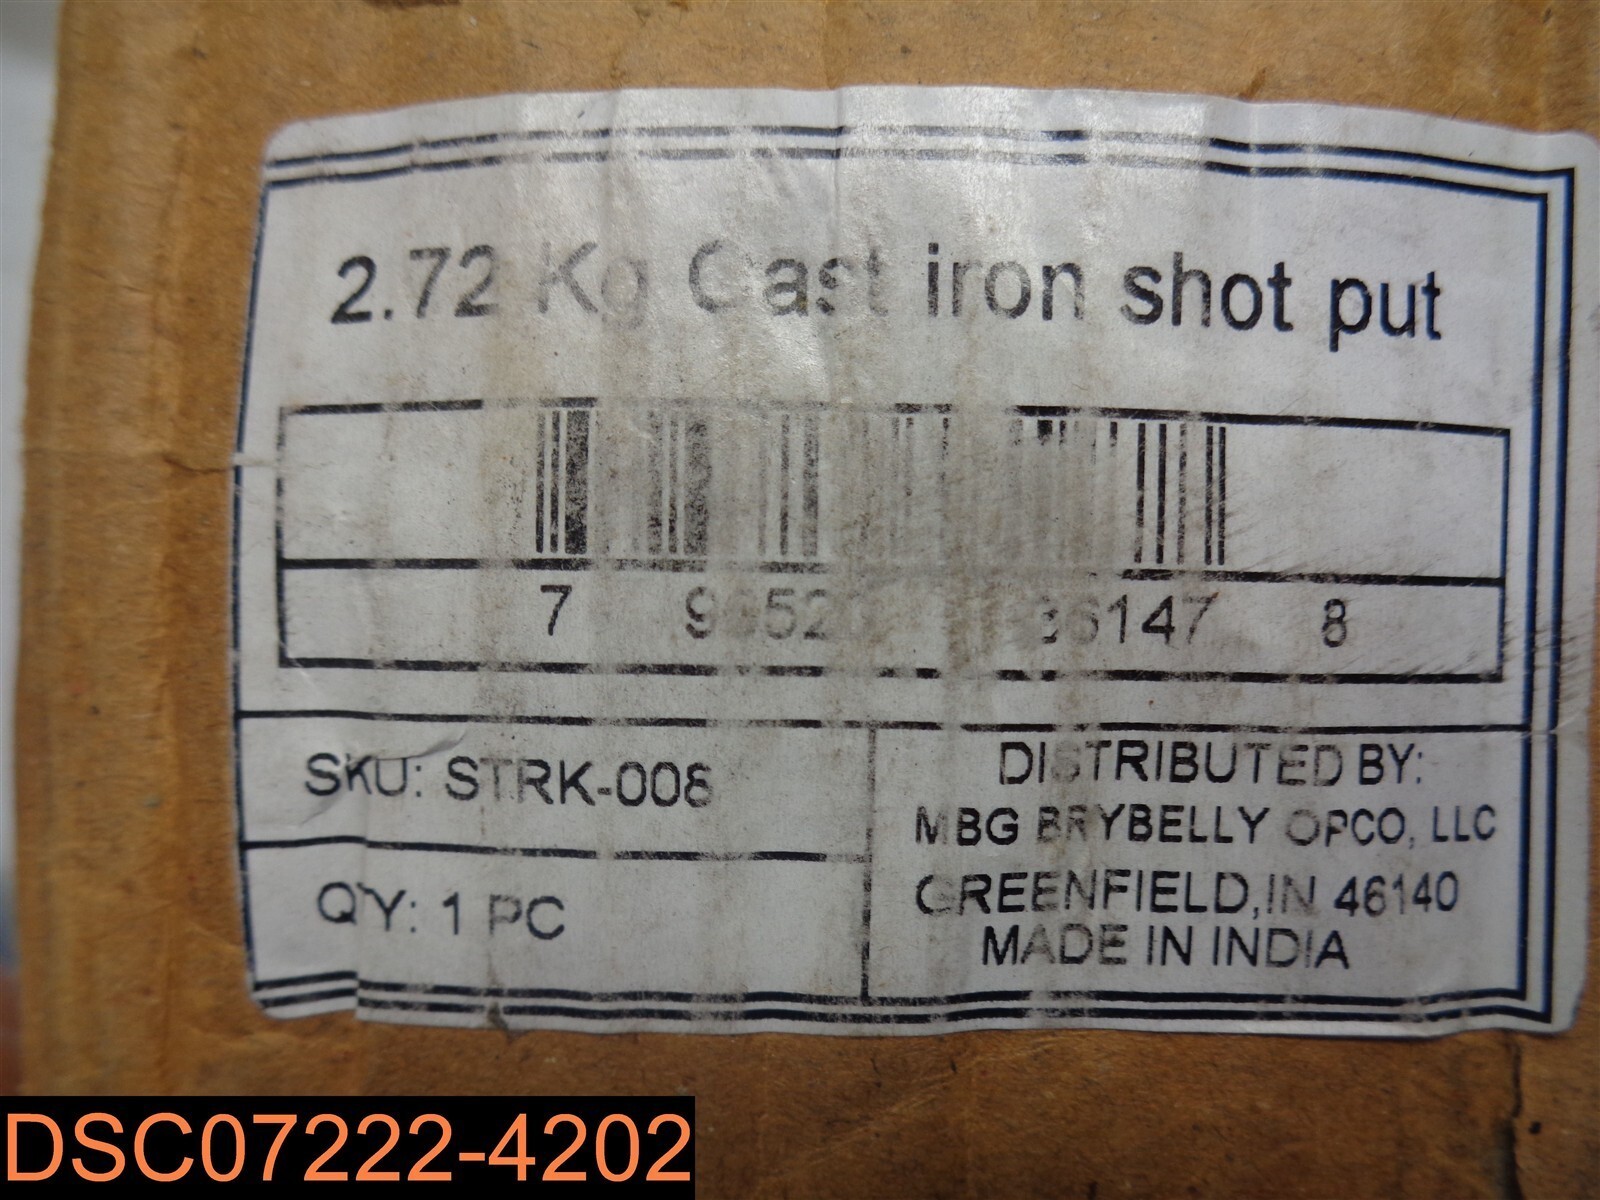 2.72 Kg Cast iron shot put
7 36147 8
SKU: STRK-008
QTY: 1 PC
DISTRIBUTED BY:
MBG BRYBELLY OPCO, LLC
GREENFIELD, IN 46140
MADE IN INDIA
DSC07222-4202